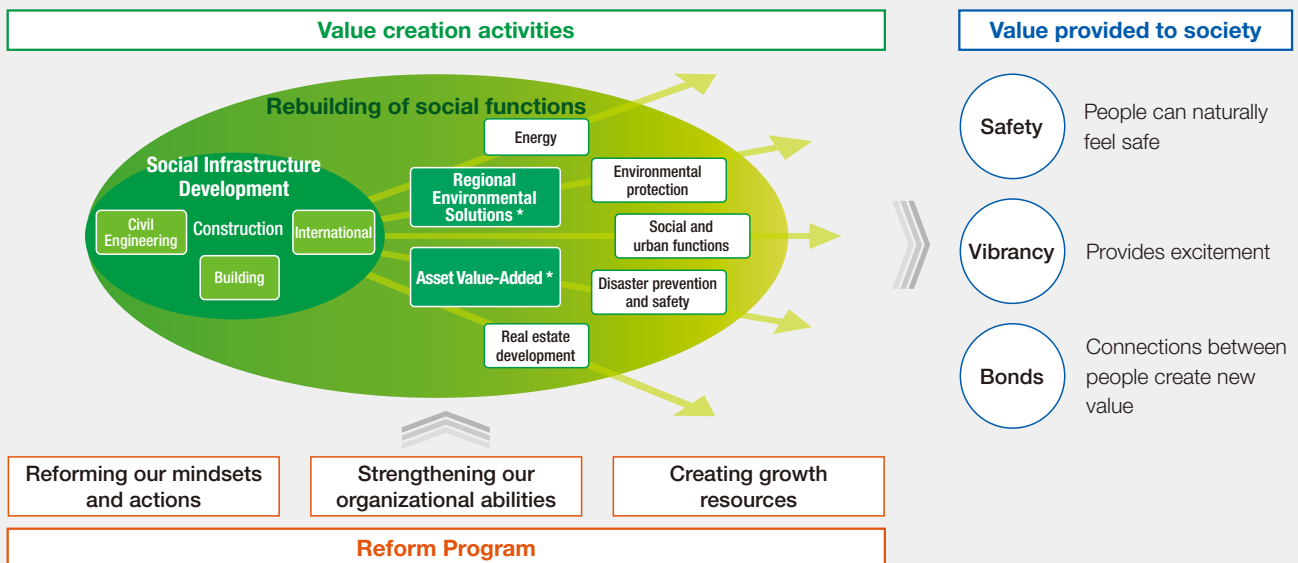 Value creation activities
Rebuilding of social functions
Social Infrastructure
Development
Civil
Engineering
Construction
International
Building
Energy
Regional
Environmental
Solutions *
Environmental
protection
Social and
urban functions
Asset Value-Added *
Disaster prevention
and safety
Real estate
development
Value provided to society
Safety
People can naturally
feel safe
Vibrancy
Provides excitement
Bonds
Connections between
people create new
value
Reforming our mindsets
and actions
Strengthening our
organizational abilities
Creating growth
resources
Reform Program